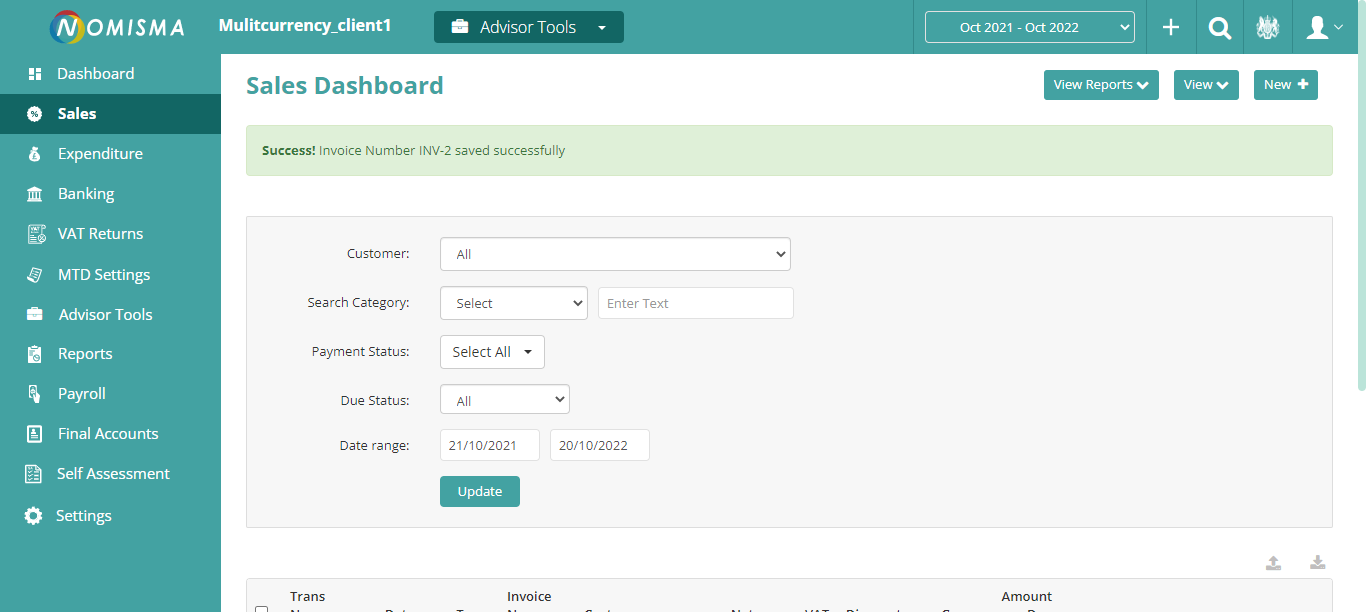 NOMISMA
Mulitcurrency_client1
Advisor Tools
Oct 2021 - Oct 2022
Dashboard
Sales
Expenditure
Banking
VAT Returns
MTD Settings
Advisor Tools
Reports
Payroll
Final Accounts
Self Assessment
Settings
Sales Dashboard
View Reports
View
New
Success! Invoice Number INV-2 saved successfully
Customer: All
Search Category: Select Enter Text
Payment Status: Select All
Due Status: All
Date range: 21/10/2021 20/10/2022
Update
Trans Invoice Amount